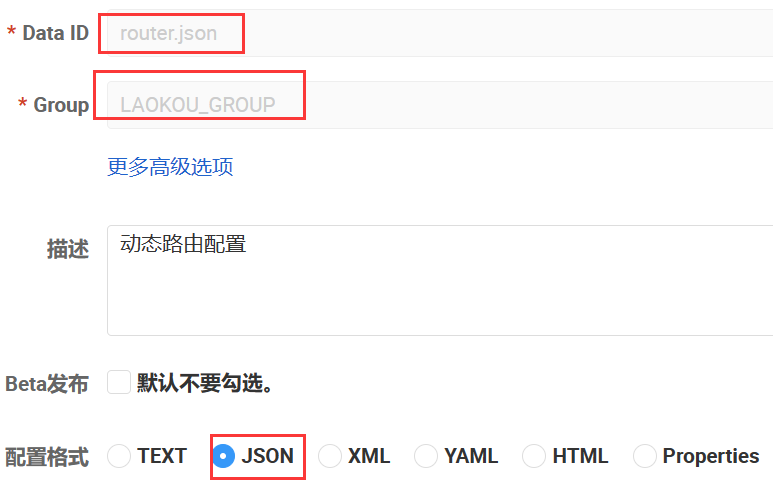 * Data ID router.json
* Group LAOKOU_GROUP
更多高级选项
描述 动态路由配置
Beta发布 默认不要勾选。
配置格式 TEXT JSON XML YAML HTML Properties